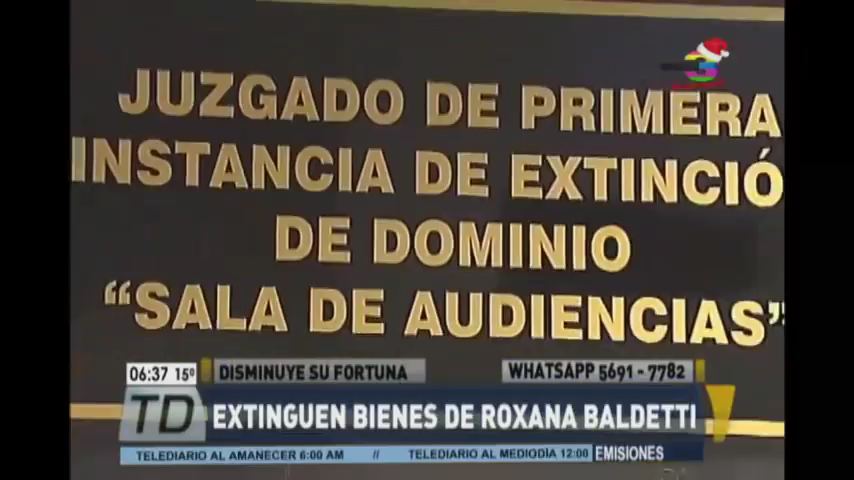 3
JUZGADO DE PRIMERA
INSTANCIA DE EXTINCIÓ
DE DOMINIO
“SALA DE AUDIENCIAS”
06:37 15º
DISMINUYE SU FORTUNA
WHATSAPP 5691 - 7782
TD
EXTINGUEN BIENES DE ROXANA BALDETTI
TELEDIARIO AL AMANECER 6:00 AM // TELEDIARIO AL MEDIODÍA 12:00
EMISIONES